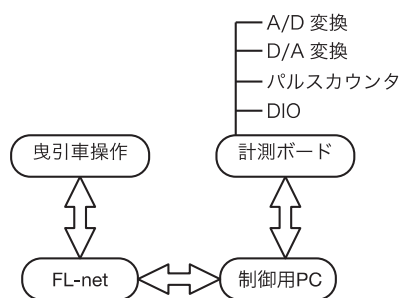 A/D 変換
D/A 変換
パルスカウンタ
DIO
曳引車操作
計測ボード
FL-net
制御用PC